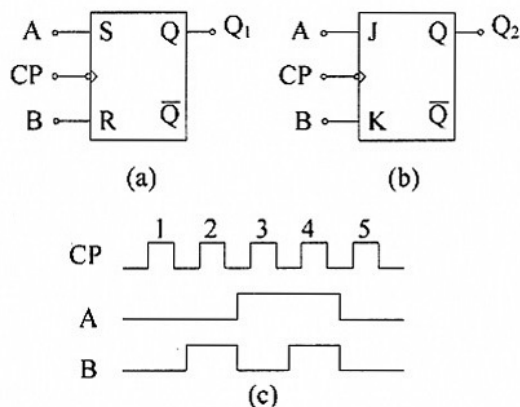 A S Q Q₁
CP
B R Q̅
(a)
A J Q Q₂
CP
B K Q̅
(b)
1 2 3 4 5
CP
A
B
(c)